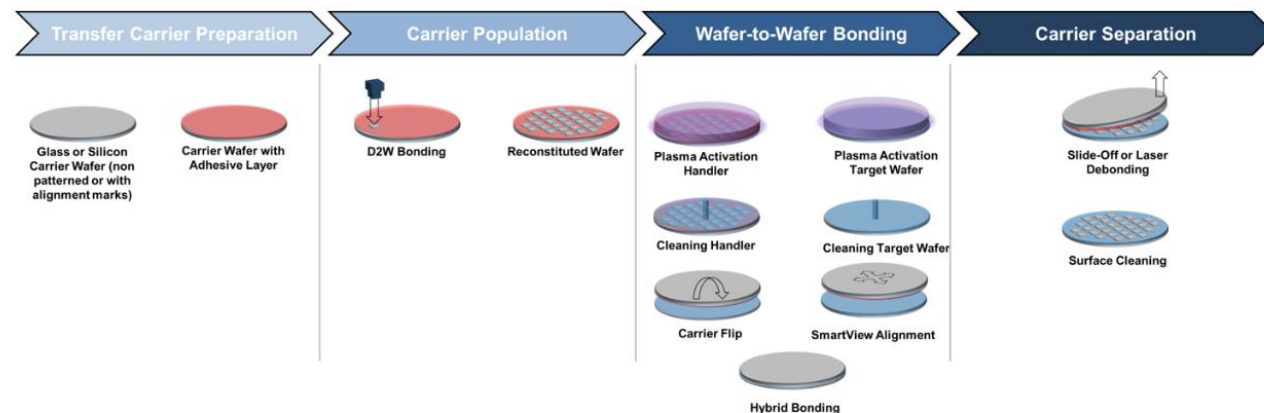 Transfer Carrier Preparation
Carrier Population
Wafer-to-Wafer Bonding
Carrier Separation
Glass or Silicon
Carrier Wafer (non
patterned or with
alignment marks)
Carrier Wafer with
Adhesive Layer
D2W Bonding
Reconstituted Wafer
Plasma Activation
Handler
Plasma Activation
Target Wafer
Cleaning Handler
Cleaning Target Wafer
Carrier Flip
SmartView Alignment
Hybrid Bonding
Slide-Off or Laser
Debonding
Surface Cleaning